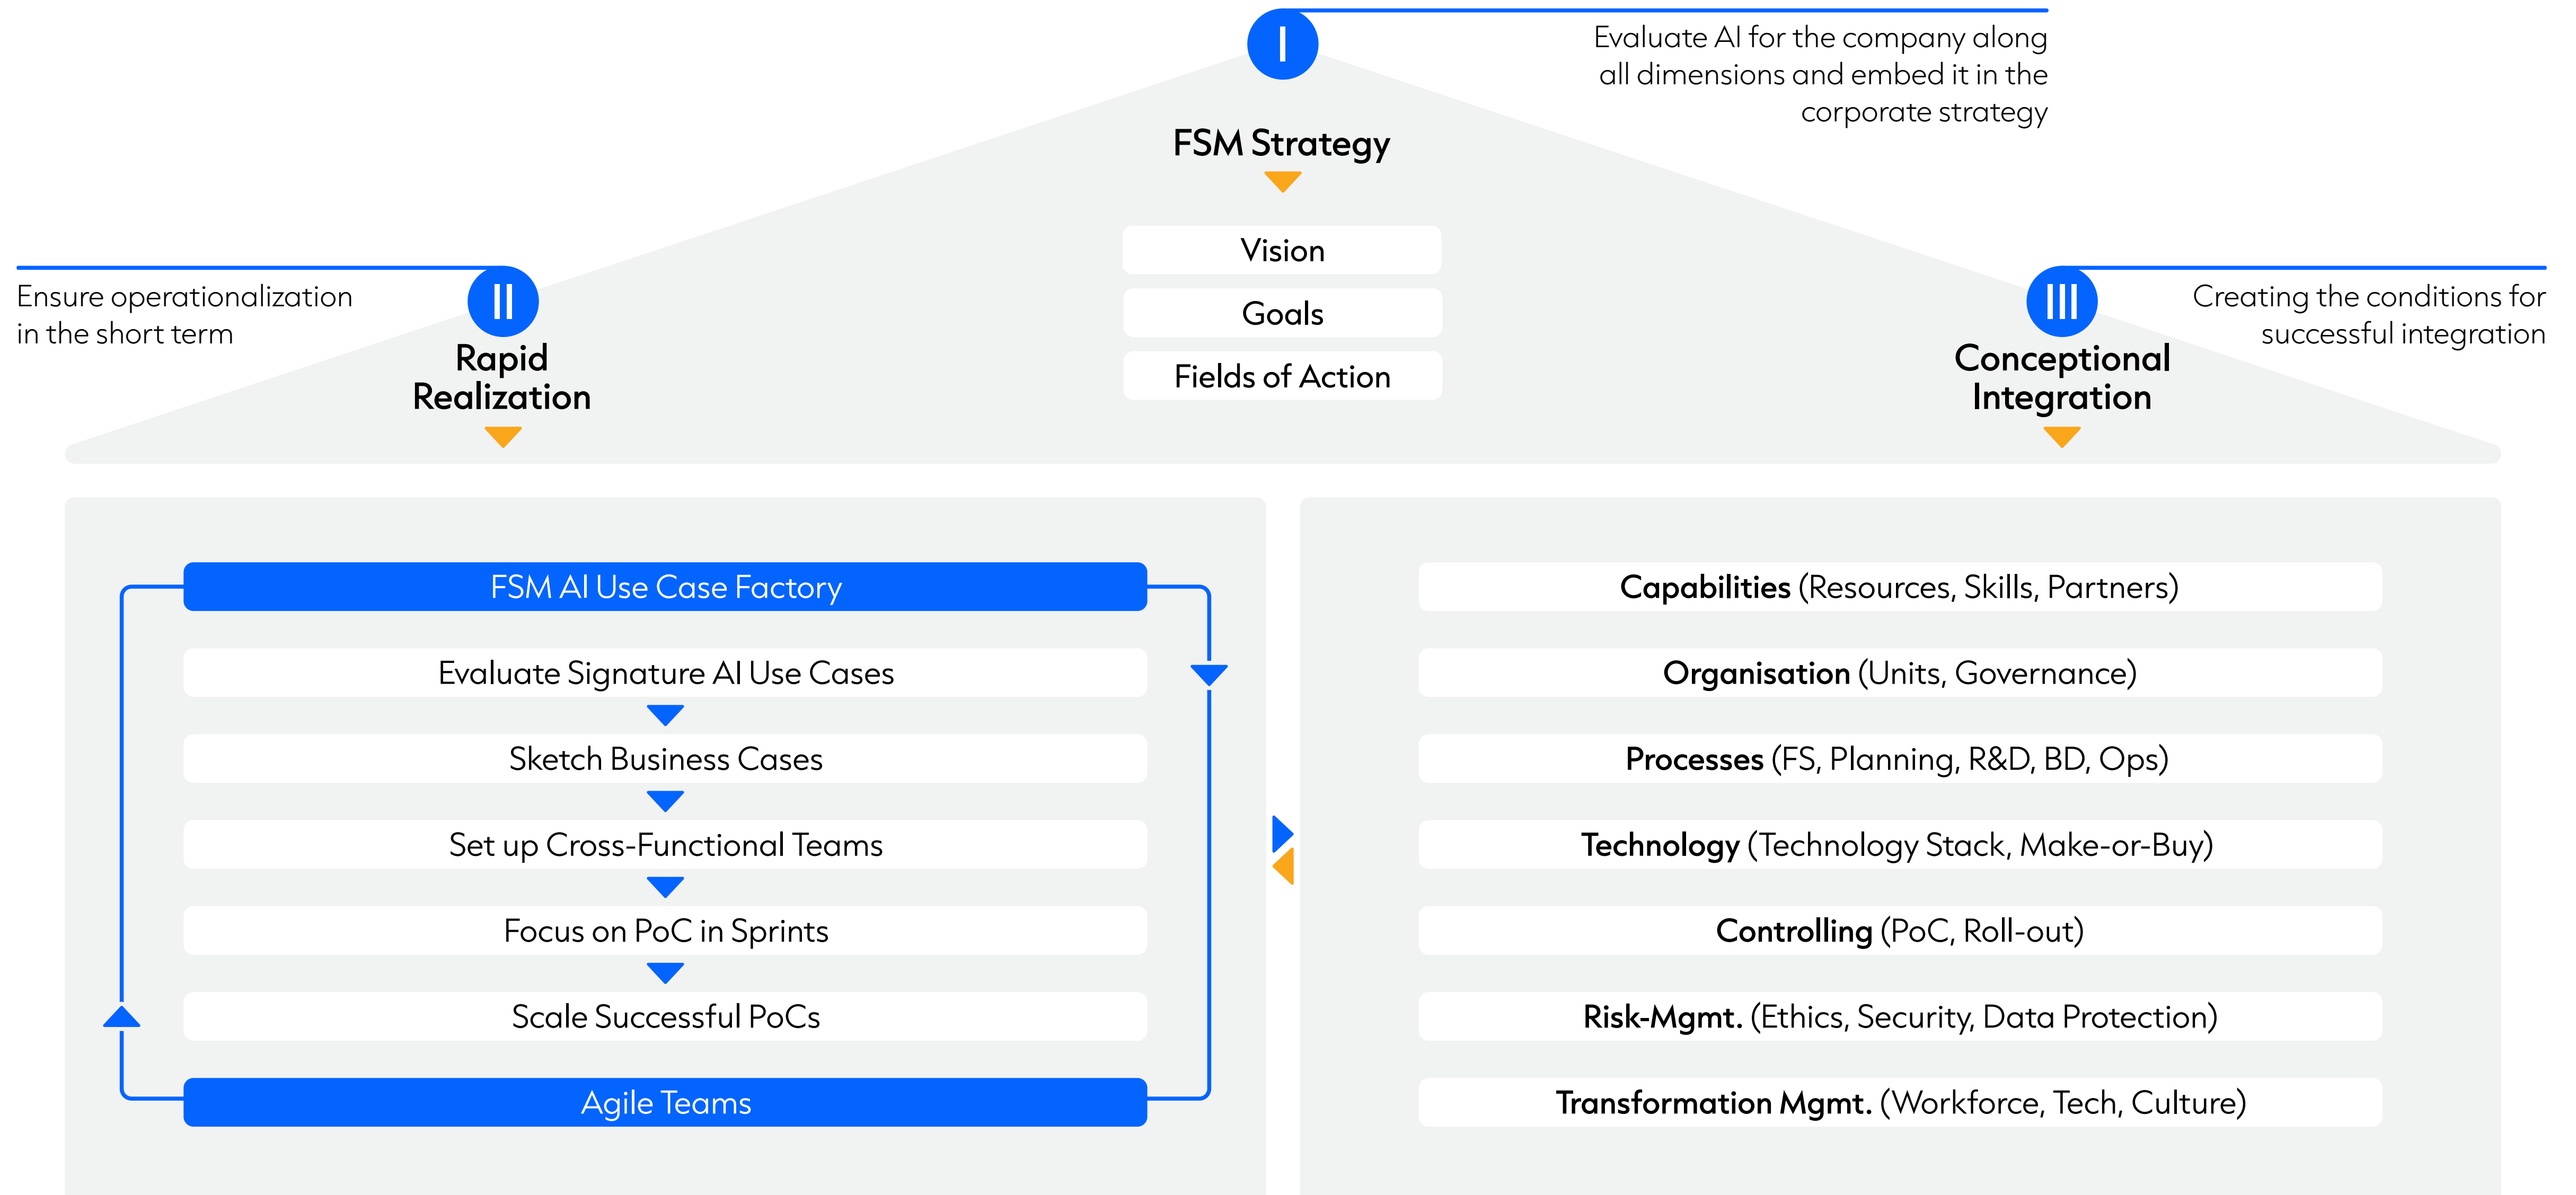 I
Evaluate AI for the company along
all dimensions and embed it in the
corporate strategy
FSM Strategy
Vision
Goals
Fields of Action
Ensure operationalization
in the short term
II
Rapid
Realization
III
Creating the conditions for
successful integration
Conceptional
Integration
FSM AI Use Case Factory
Evaluate Signature AI Use Cases
Sketch Business Cases
Set up Cross-Functional Teams
Focus on PoC in Sprints
Scale Successful PoCs
Agile Teams
Capabilities (Resources, Skills, Partners)
Organisation (Units, Governance)
Processes (FS, Planning, R&D, BD, Ops)
Technology (Technology Stack, Make-or-Buy)
Controlling (PoC, Roll-out)
Risk-Mgmt. (Ethics, Security, Data Protection)
Transformation Mgmt. (Workforce, Tech, Culture)